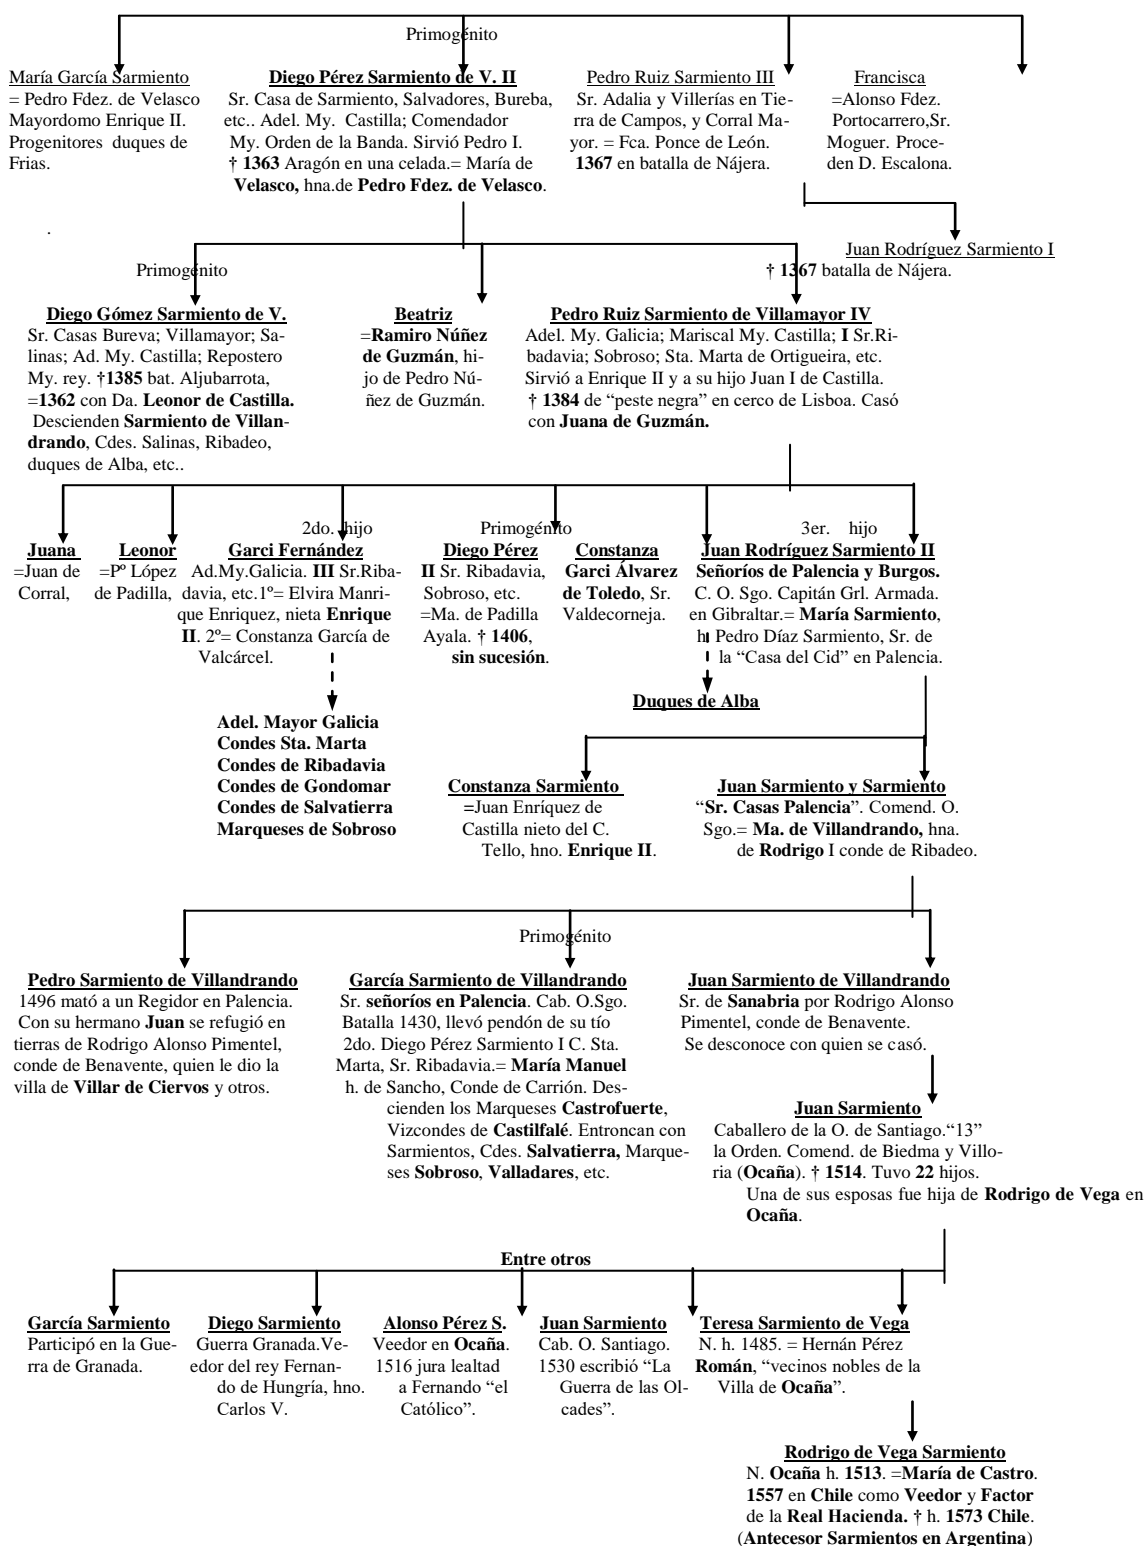 Primogénito
María García Sarmiento
= Pedro Fdez. de Velasco
Mayordomo Enrique II.
Progenitores duques de
Frias.
Diego Pérez Sarmiento de V. II
Sr. Casa de Sarmiento, Salvadores, Bureba,
etc.. Adel. My. Castilla; Comendador
My. Orden de la Banda. Sirvió Pedro I.
† 1363 Aragón en una celada.= María de
Velasco, hna.de Pedro Fdez. de Velasco.
Pedro Ruiz Sarmiento III
Sr. Adalia y Villerías en Tie-
rra de Campos, y Corral Ma-
yor. = Fca. Ponce de León.
1367 en batalla de Nájera.
Francisca
=Alonso Fdez.
Portocarrero,Sr.
Moguer. Proce-
den D. Escalona.
.
Juan Rodríguez Sarmiento I
† 1367 batalla de Nájera.
Primogénito
Diego Gómez Sarmiento de V.
Sr. Casas Bureva; Villamayor; Sa-
linas; Ad. My. Castilla; Repostero
My. rey. †1385 bat. Aljubarrota,
=1362 con Da. Leonor de Castilla.
Descienden Sarmiento de Villan-
drando, Cdes. Salinas, Ribadeo,
duques de Alba, etc..
Beatriz
=Ramiro Núñez
de Guzmán, hi-
jo de Pedro Nú-
ñez de Guzmán.
Pedro Ruiz Sarmiento de Villamayor IV
Adel. My. Galicia; Mariscal My. Castilla; I Sr.Ri-
badavia; Sobroso; Sta. Marta de Ortigueira, etc.
Sirvió a Enrique II y a su hijo Juan I de Castilla.
† 1384 de “peste negra” en cerco de Lisboa. Casó
con Juana de Guzmán.
Juana
=Juan de
Corral,
Leonor
=Pº López
de Padilla,
2do. hijo
Garci Fernández
Ad.My.Galicia. III Sr.Riba-
davia, etc.1º= Elvira Manri-
que Enriquez, nieta Enrique
II. 2º= Constanza García de
Valcárcel.
Primogénito
Diego Pérez
II Sr. Ribadavia,
Sobroso, etc.
=Ma. de Padilla
Ayala. † 1406,
sin sucesión.
Constanza
Garci Álvarez
de Toledo, Sr.
Valdecorneja.
3er. hijo
Juan Rodríguez Sarmiento II
Señoríos de Palencia y Burgos.
C. O. Sgo. Capitán Grl. Armada.
en Gibraltar.= María Sarmiento,
h. Pedro Díaz Sarmiento, Sr. de
la “Casa del Cid” en Palencia.
Duques de Alba
Adel. Mayor Galicia
Condes Sta. Marta
Condes de Ribadavia
Condes de Gondomar
Condes de Salvatierra
Marqueses de Sobroso
Constanza Sarmiento
=Juan Enríquez de
Castilla nieto del C.
Tello, hno. Enrique II.
Juan Sarmiento y Sarmiento
“Sr. Casas Palencia”. Comend. O.
Sgo.= Ma. de Villandrando, hna.
de Rodrigo I conde de Ribadeo.
Primogénito
Pedro Sarmiento de Villandrando
1496 mató a un Regidor en Palencia.
Con su hermano Juan se refugió en
tierras de Rodrigo Alonso Pimentel,
conde de Benavente, quien le dio la
villa de Villar de Ciervos y otros.
García Sarmiento de Villandrando
Sr. señoríos en Palencia. Cab. O.Sgo.
Batalla 1430, llevó pendón de su tío
2do. Diego Pérez Sarmiento I C. Sta.
Marta, Sr. Ribadavia.= María Manuel
h. de Sancho, Conde de Carrión. Des-
cienden los Marqueses Castrofuerte,
Vizcondes de Castilfalé. Entroncan con
Sarmientos, Cdes. Salvatierra, Marque-
ses Sobroso, Valladares, etc.
Juan Sarmiento de Villandrando
Sr. de Sanabria por Rodrigo Alonso
Pimentel, conde de Benavente.
Se desconoce con quien se casó.
Juan Sarmiento
Caballero de la O. de Santiago.“13”
la Orden. Comend. de Biedma y Villo-
ria (Ocaña). † 1514. Tuvo 22 hijos.
Una de sus esposas fue hija de Rodrigo de Vega en
Ocaña.
Entre otros
García Sarmiento
Participó en la Gue-
rra de Granada.
Diego Sarmiento
Guerra Granada.Ve-
edor del rey Fernan-
do de Hungría, hno.
Carlos V.
Alonso Pérez S.
Veedor en Ocaña.
1516 jura lealtad
a Fernando “el
Católico”.
Juan Sarmiento
Cab. O. Santiago.
1530 escribió “La
Guerra de las Ol-
cades”.
Teresa Sarmiento de Vega
N. h. 1485. = Hernán Pérez
Román, “vecinos nobles de la
Villa de Ocaña”.
Rodrigo de Vega Sarmiento
N. Ocaña h. 1513. =María de Castro.
1557 en Chile como Veedor y Factor
de la Real Hacienda. † h. 1573 Chile.
(Antecesor Sarmientos en Argentina)